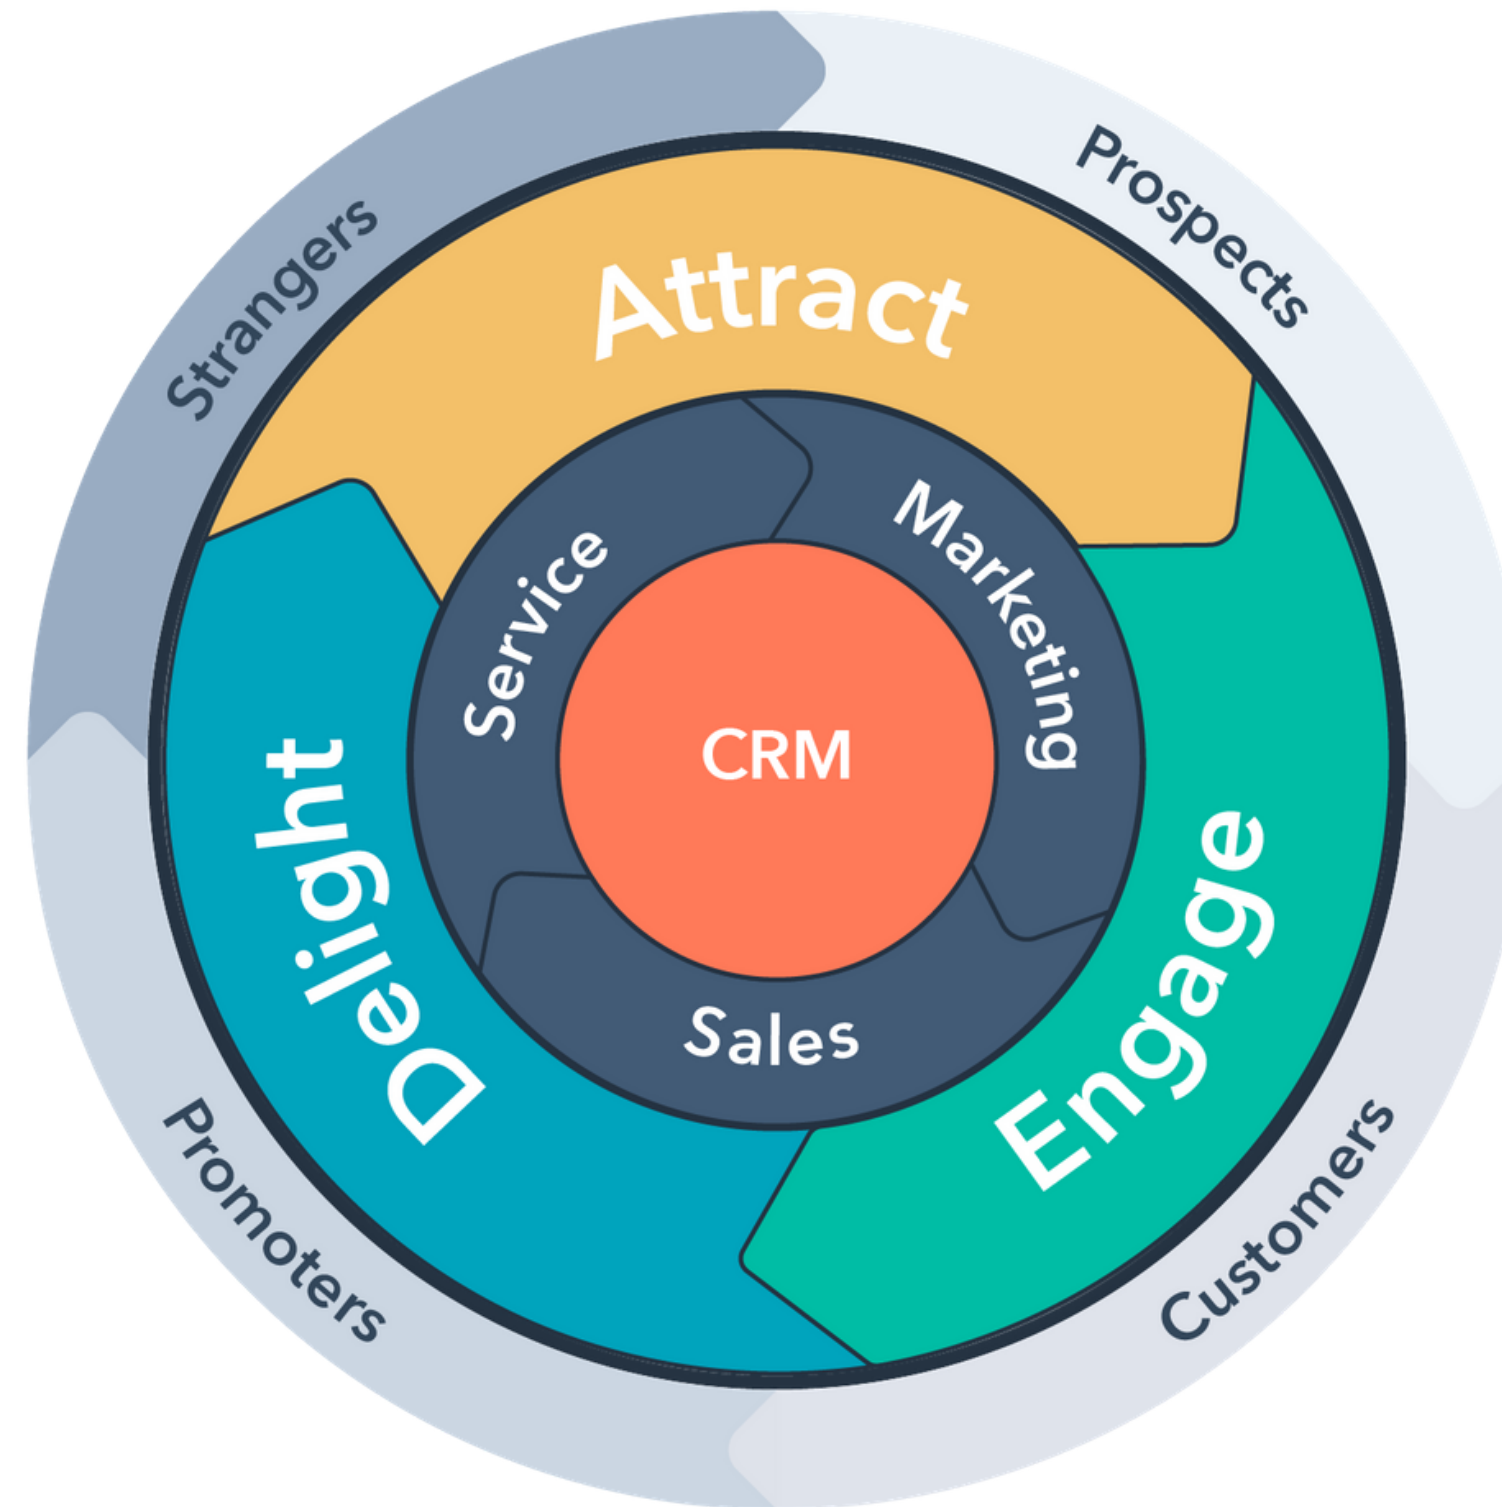 Strangers
Prospects
Customers
Promoters
Attract
Engage
Delight
Marketing
Sales
Service
CRM